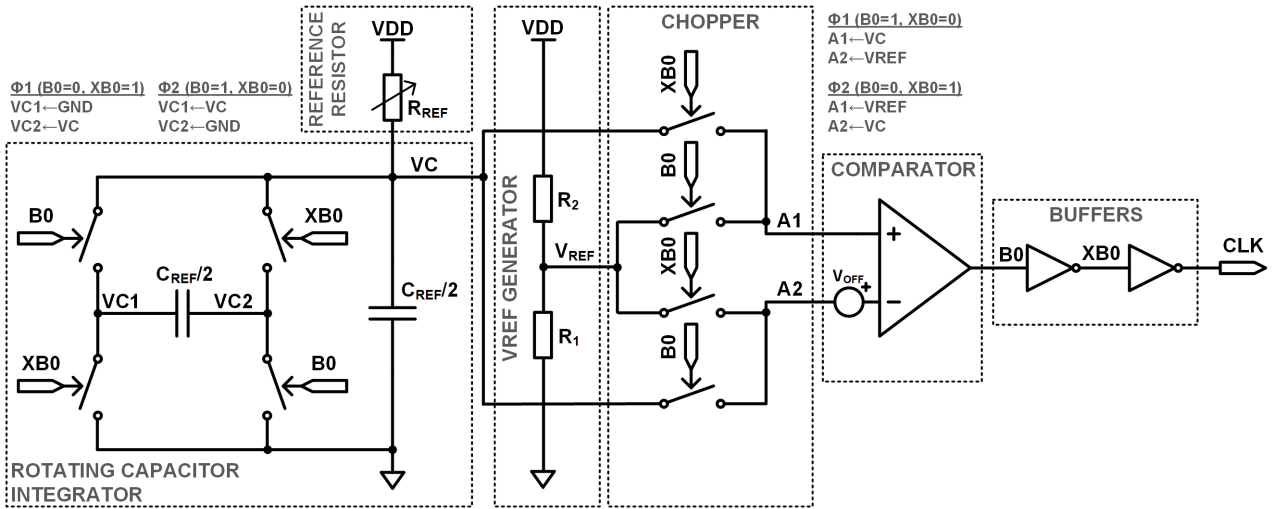 REFERENCE
RESISTOR
VDD
R_REF
VREF GENERATOR
VDD
R₂
V_REF
R₁
CHOPPER
XB0
B0
XB0
B0
A1
A2
Φ1 (B0=1, XB0=0)
A1←VC
A2←VREF
Φ2 (B0=0, XB0=1)
A1←VREF
A2←VC
Φ1 (B0=0, XB0=1)
VC1←GND
VC2←VC
Φ2 (B0=1, XB0=0)
VC1←VC
VC2←GND
VC
B0
XB0
C_REF/2
VC1
VC2
C_REF/2
XB0
B0
ROTATING CAPACITOR
INTEGRATOR
COMPARATOR
+
V_OFF
+
−
BUFFERS
B0
XB0
CLK